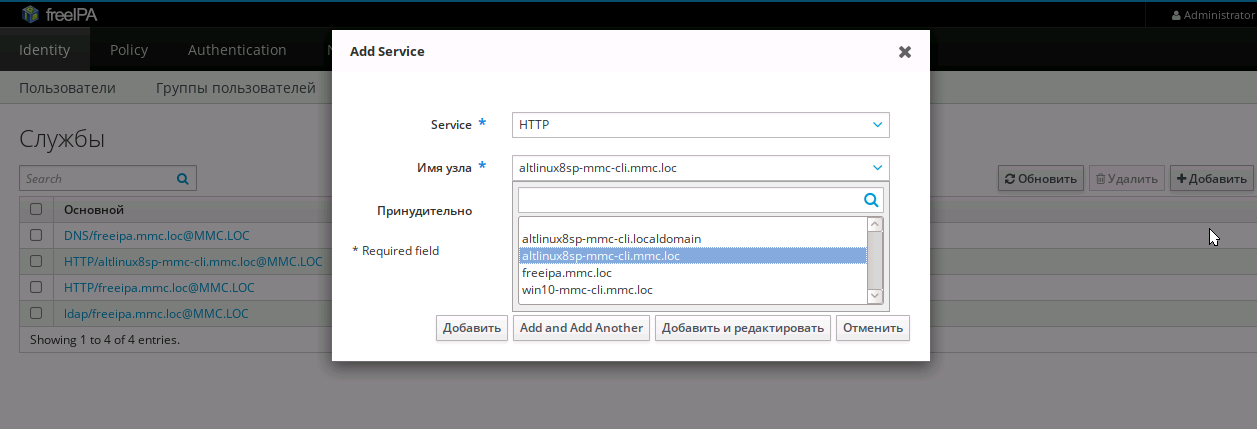 freeIPA
Administrator
Identity Policy Authentication N
Пользователи Группы пользователей
Службы
Search
Обновить Удалить Добавить
Основной
DNS/freeipa.mmc.loc@MMC.LOC
HTTP/altlinux8sp-mmc-cli.mmc.loc@MMC.LOC
HTTP/freeipa.mmc.loc@MMC.LOC
ldap/freeipa.mmc.loc@MMC.LOC
Showing 1 to 4 of 4 entries.
Add Service
Service * HTTP
Имя узла * altlinux8sp-mmc-cli.mmc.loc
Принудительно
altlinux8sp-mmc-cli.localdomain
altlinux8sp-mmc-cli.mmc.loc
freeipa.mmc.loc
win10-mmc-cli.mmc.loc
* Required field
Добавить Add and Add Another Добавить и редактировать Отменить